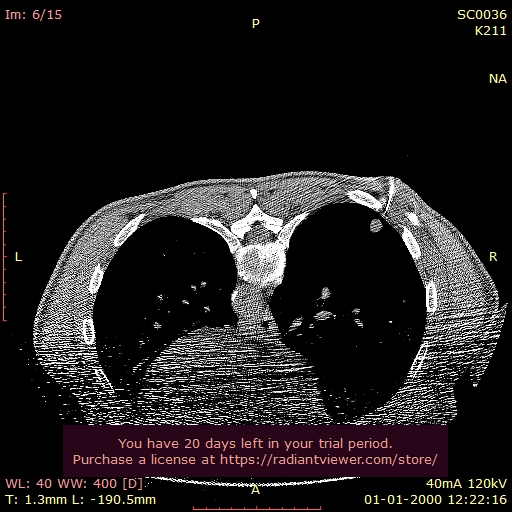 Im: 6/15
SC0036
K211
P
NA
L
R
You have 20 days left in your trial period.
Purchase a license at https://radiantviewer.com/store/
WL: 40 WW: 400 [D]
A
40mA 120kV
T: 1.3mm L: -190.5mm
01-01-2000 12:22:16